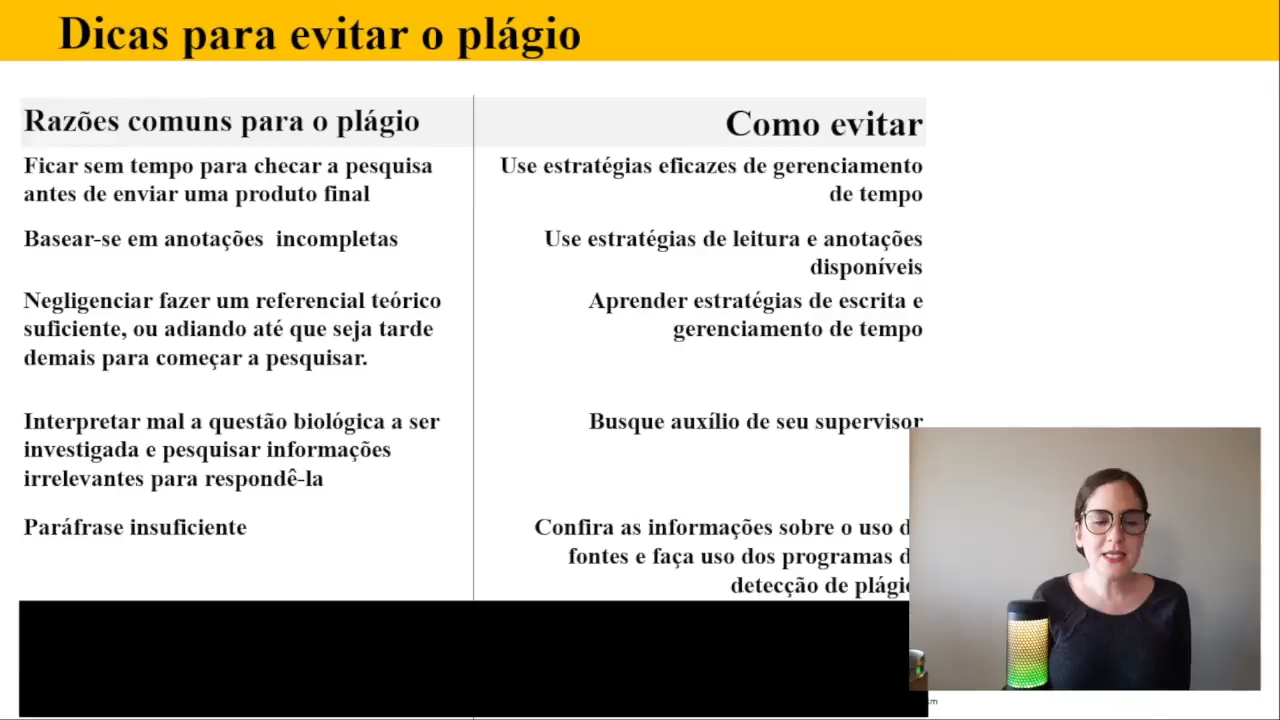 Dicas para evitar o plágio
Razões comuns para o plágio
Como evitar
Ficar sem tempo para checar a pesquisa
antes de enviar uma produto final
Use estratégias eficazes de gerenciamento
de tempo
Basear-se em anotações incompletas
Use estratégias de leitura e anotações
disponíveis
Negligenciar fazer um referencial teórico
suficiente, ou adiando até que seja tarde
demais para começar a pesquisar.
Aprender estratégias de escrita e
gerenciamento de tempo
Interpretar mal a questão biológica a ser
investigada e pesquisar informações
irrelevantes para respondê-la
Busque auxílio de seu supervisor
Paráfrase insuficiente
Confira as informações sobre o uso d
fontes e faça uso dos programas d
detecção de plágio